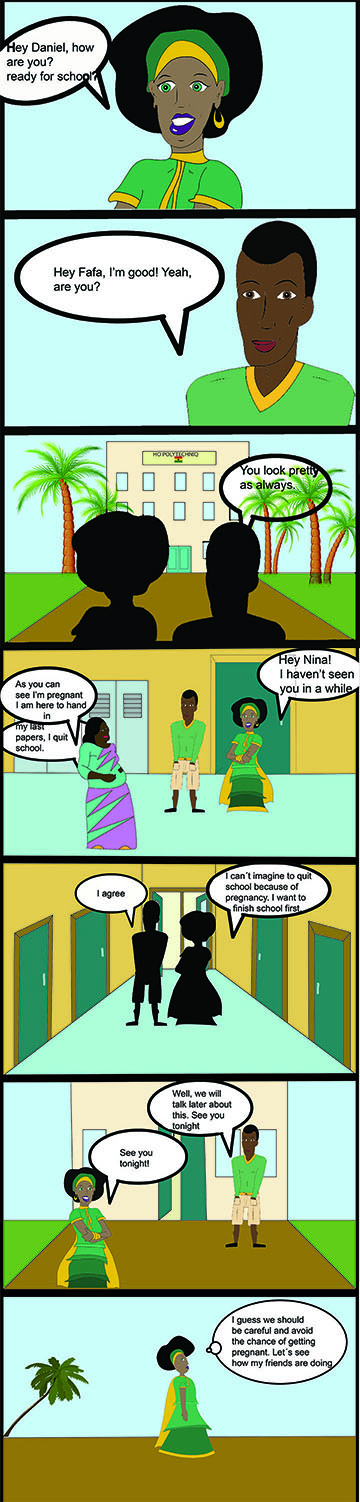 Hey Daniel, how
are you?
ready for school?
Hey Fafa, I'm good! Yeah,
are you?
HO POLYTECHNIQ
You look pretty
as always.
As you can
see I'm pregnant
I am here to hand
in
my last
papers, I quit
school.
Hey Nina!
I haven't seen
you in a while
I agree
I can´t imagine to quit
school because of
pregnancy. I want to
finish school first
Well, we will
talk later about
this. See you
tonight
See you
tonight!
I guess we should
be careful and avoid
the chance of getting
pregnant. Let´s see
how my friends are doing